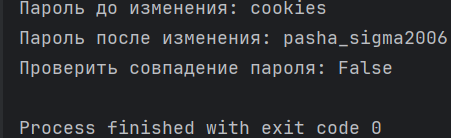 Пароль до изменения: cookies
Пароль после изменения: pasha_sigma2006
Проверить совпадение пароля: False
Process finished with exit code 0